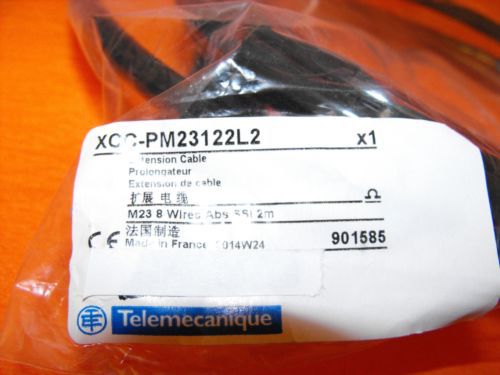 XCC-PM23122L2 x1
Extension Cable
Prolongateur
Extension de cable
扩展 电缆 Ω
M23 8 Wires Abs SSI 2m
法国制造
CE Made in France 2014W24 901585
Telemecanique